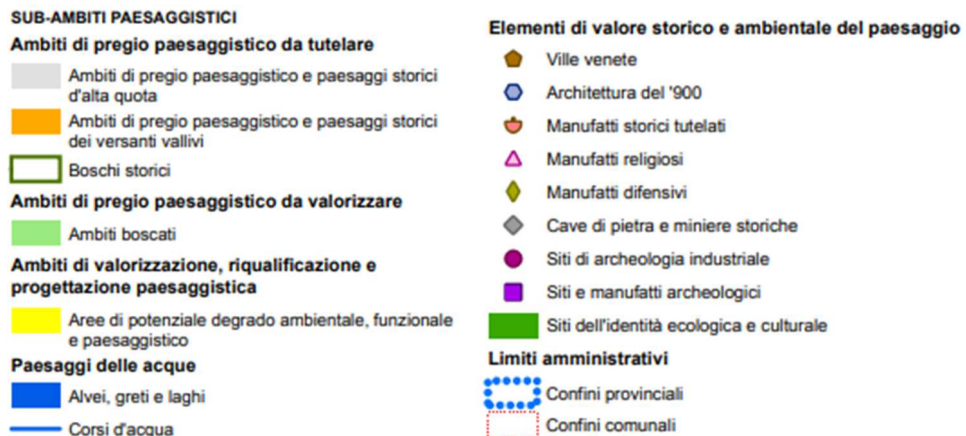 SUB-AMBITI PAESAGGISTICI
Ambiti di pregio paesaggistico da tutelare
Ambiti di pregio paesaggistico e paesaggi storici
d'alta quota
Ambiti di pregio paesaggistico e paesaggi storici
dei versanti vallivi
Boschi storici
Ambiti di pregio paesaggistico da valorizzare
Ambiti boscati
Ambiti di valorizzazione, riqualificazione e
progettazione paesaggistica
Aree di potenziale degrado ambientale, funzionale
e paesaggistico
Paesaggi delle acque
Alvei, greti e laghi
Corsi d'acqua
Elementi di valore storico e ambientale del paesaggio
Ville venete
Architettura del '900
Manufatti storici tutelati
Manufatti religiosi
Manufatti difensivi
Cave di pietra e miniere storiche
Siti di archeologia industriale
Siti e manufatti archeologici
Siti dell'identità ecologica e culturale
Limiti amministrativi
Confini provinciali
Confini comunali